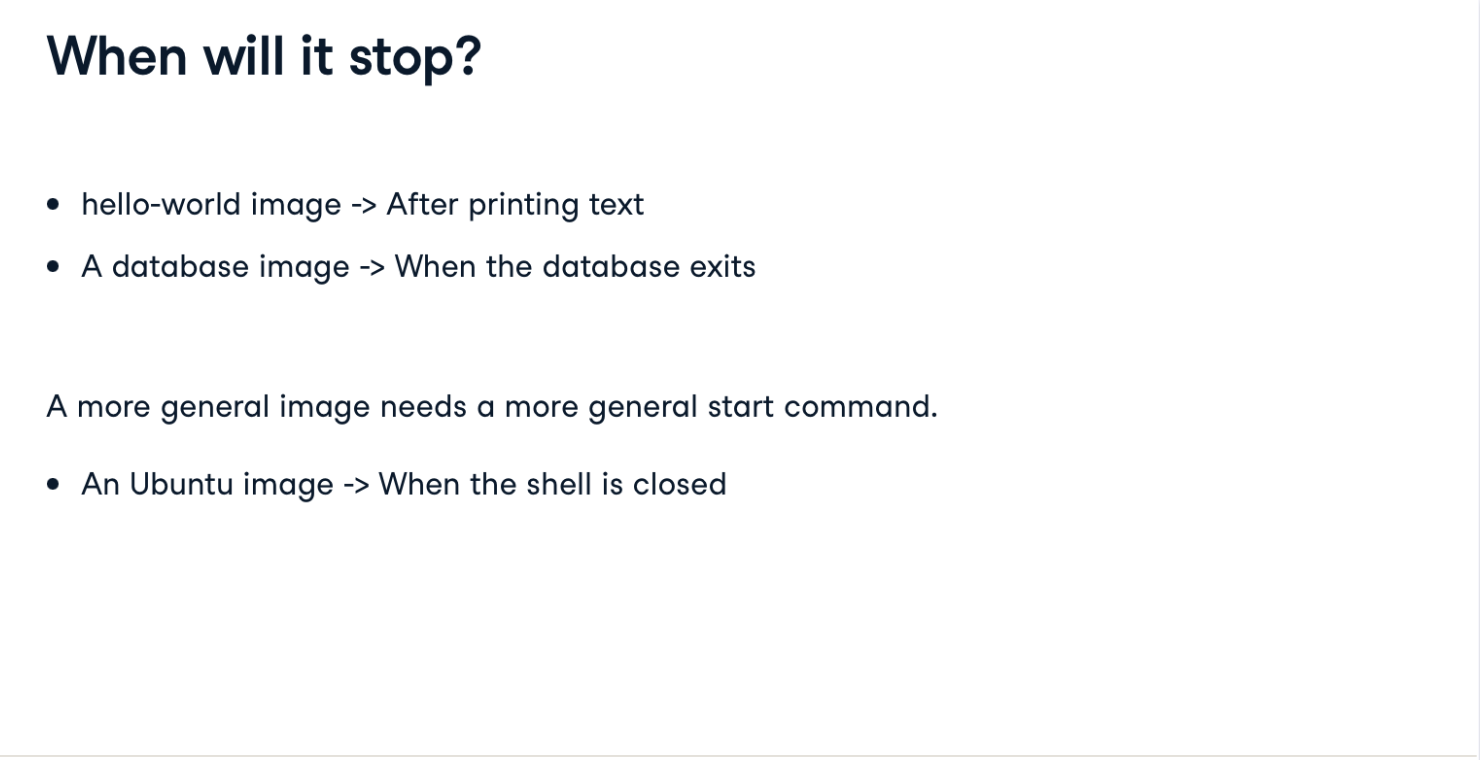 When will it stop?
• hello-world image -> After printing text
• A database image -> When the database exits
A more general image needs a more general start command.
• An Ubuntu image -> When the shell is closed